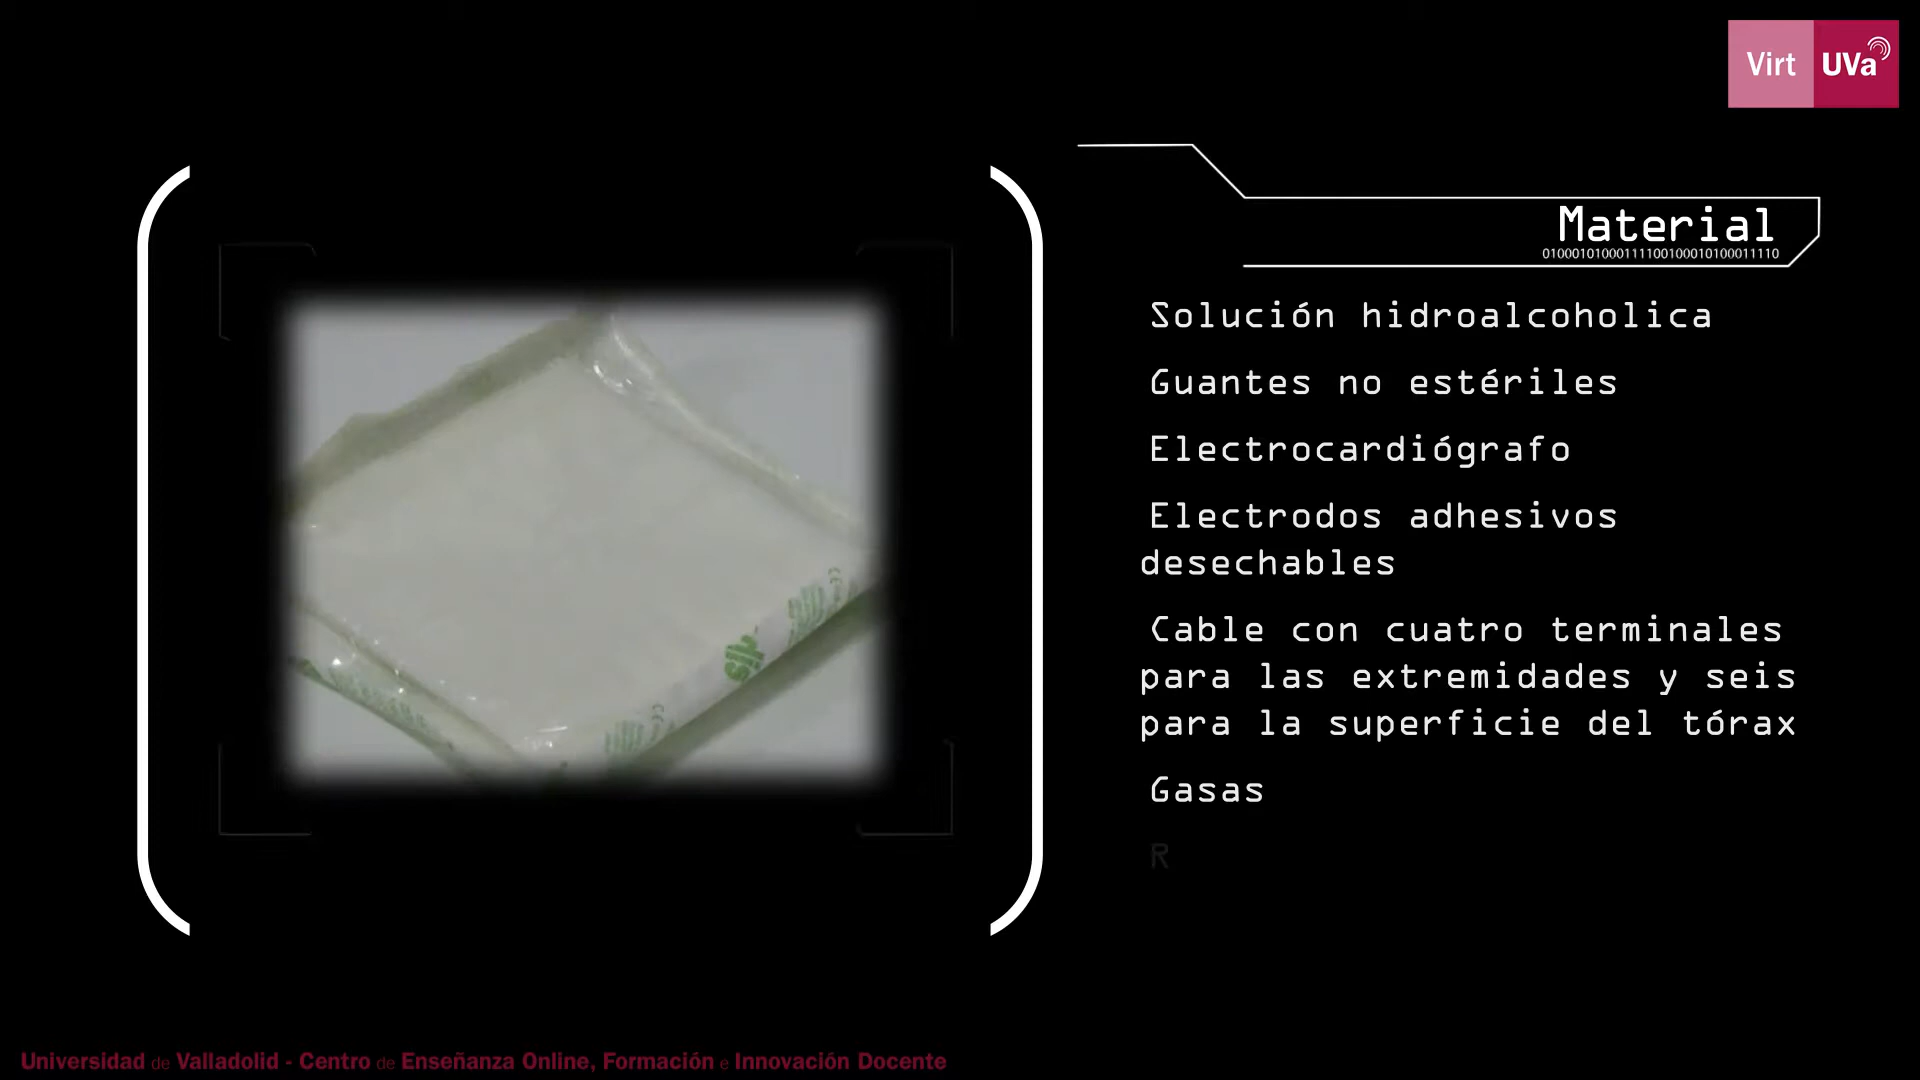 Virt UVa
Material
01000101000111100100010100011110
Solución hidroalcoholica
Guantes no estériles
Electrocardiógrafo
Electrodos adhesivos
desechables
Cable con cuatro terminales
para las extremidades y seis
para la superficie del tórax
Gasas
R
Universidad de Valladolid - Centro de Enseñanza Online, Formación e Innovación Docente